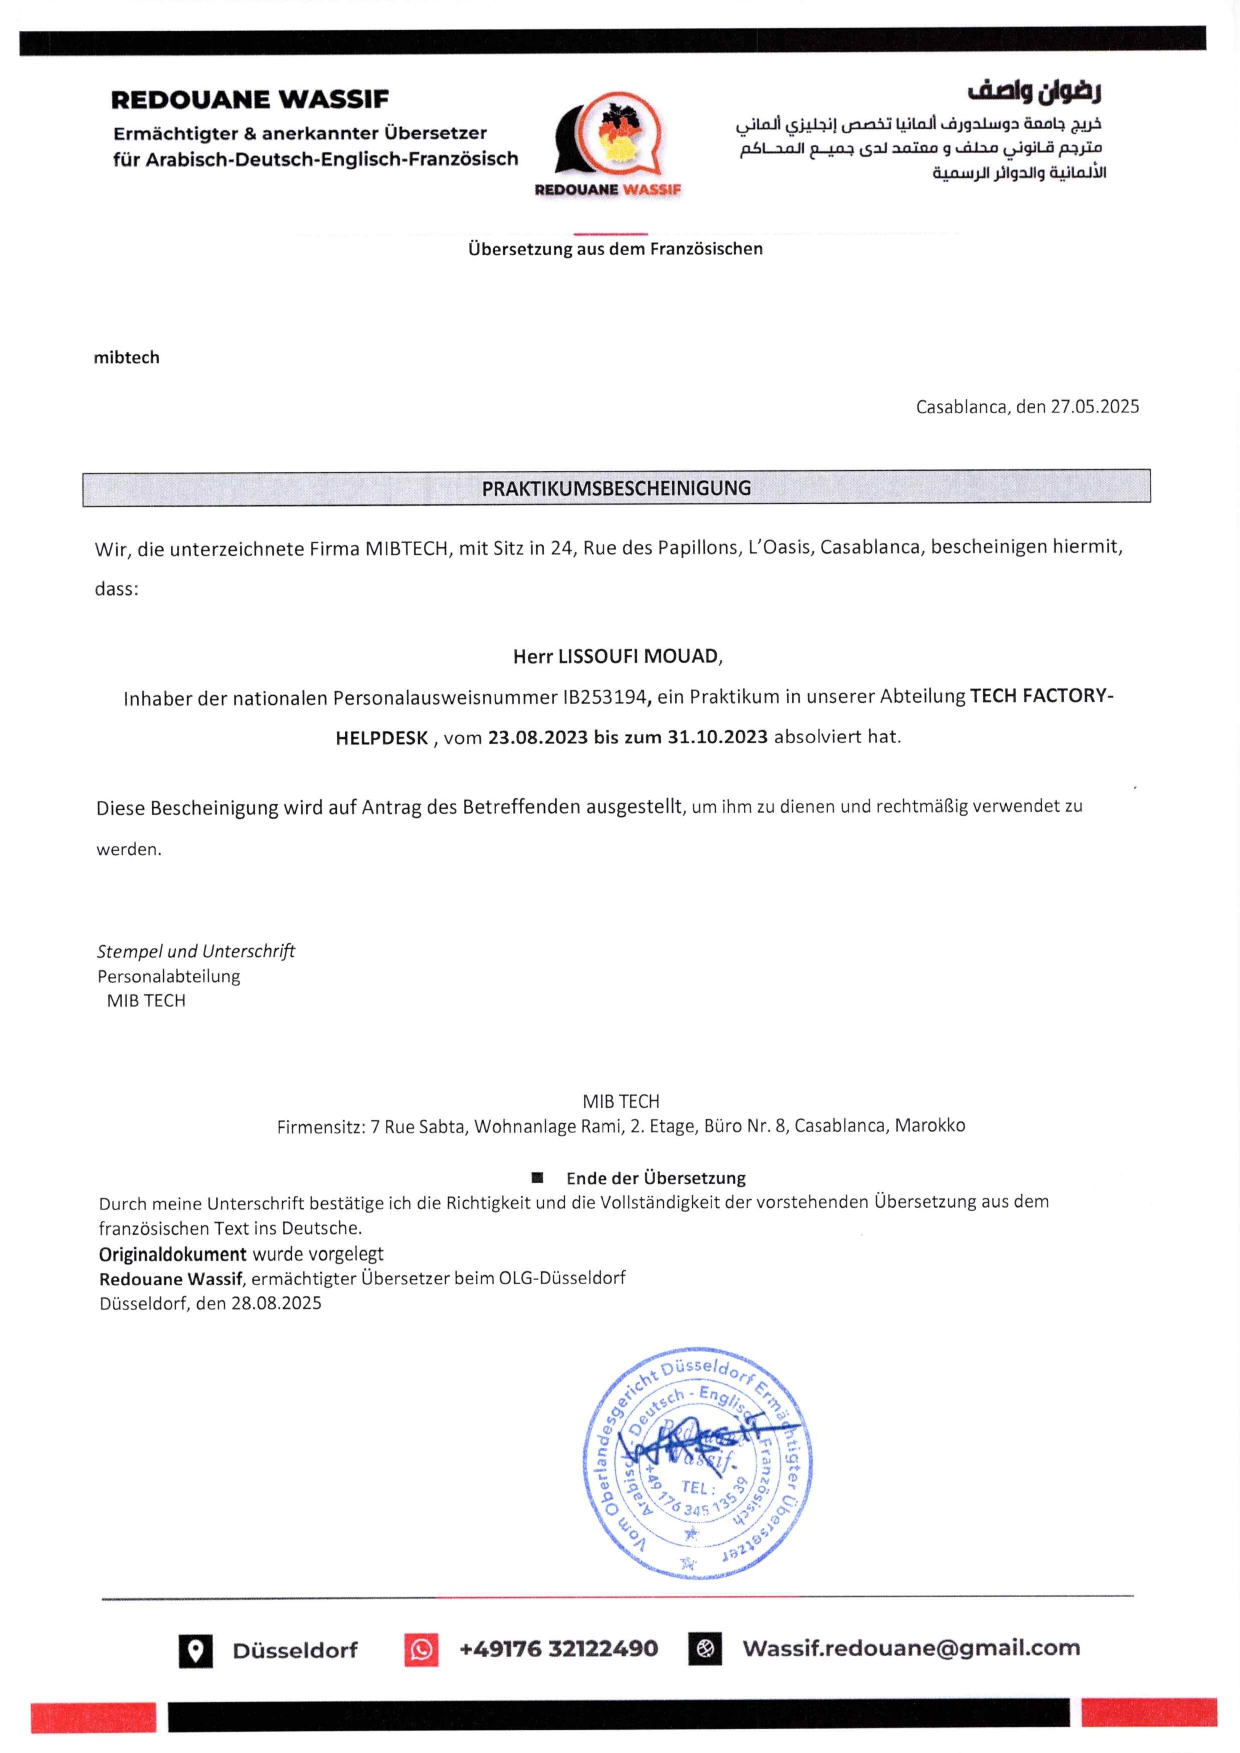 REDOUANE WASSIF
Ermächtigter & anerkannter Übersetzer
für Arabisch-Deutsch-Englisch-Französisch
REDOUANE WASSIF
رضوان واصف
خريج جامعة دوسلدورف ألمانيا تخصص إنجليزي ألماني
مترجم قانوني محلف و معتمد لدى جميع المحاكم
الألمانية والدوائر الرسمية
Übersetzung aus dem Französischen
mibtech
Casablanca, den 27.05.2025
PRAKTIKUMSBESCHEINIGUNG
Wir, die unterzeichnete Firma MIBTECH, mit Sitz in 24, Rue des Papillons, L’Oasis, Casablanca, bescheinigen hiermit,
dass:
Herr LISSOUFI MOUAD,
Inhaber der nationalen Personalausweisnummer IB253194, ein Praktikum in unserer Abteilung TECH FACTORY-
HELPDESK , vom 23.08.2023 bis zum 31.10.2023 absolviert hat.
Diese Bescheinigung wird auf Antrag des Betreffenden ausgestellt, um ihm zu dienen und rechtmäßig verwendet zu
werden.
Stempel und Unterschrift
Personalabteilung
MIB TECH
MIB TECH
Firmensitz: 7 Rue Sabta, Wohnanlage Rami, 2. Etage, Büro Nr. 8, Casablanca, Marokko
■ Ende der Übersetzung
Durch meine Unterschrift bestätige ich die Richtigkeit und die Vollständigkeit der vorstehenden Übersetzung aus dem
französischen Text ins Deutsche.
Originaldokument wurde vorgelegt
Redouane Wassif, ermächtigter Übersetzer beim OLG-Düsseldorf
Düsseldorf, den 28.08.2025
Vom Oberlandesgericht Düsseldorf Ermächtigter Übersetzer
Arabisch - Deutsch - Englisch - Französisch
Redouane
Wassif.
TEL :
+49 176 345 135 39
WASSIF
Düsseldorf
+49176 32122490
Wassif.redouane@gmail.com